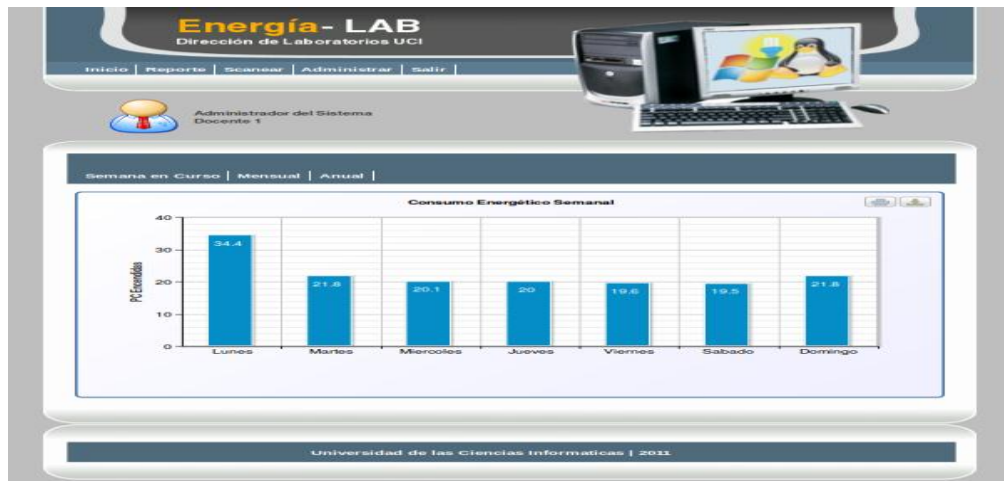 Energía- LAB
Dirección de Laboratorios UCI
Inicio | Reporte | Scanear | Administrar | Salir |
Administrador del Sistema
Docente 1
Semana en Curso | Mensual | Anual |
Consumo Energético Semanal
PC Encendidas
40
30
20
10
0
34.4
21.8
20.1
20
19.6
19.5
21.8
Lunes
Martes
Miercoles
Jueves
Viernes
Sabado
Domingo
Universidad de las Ciencias Informaticas | 2011